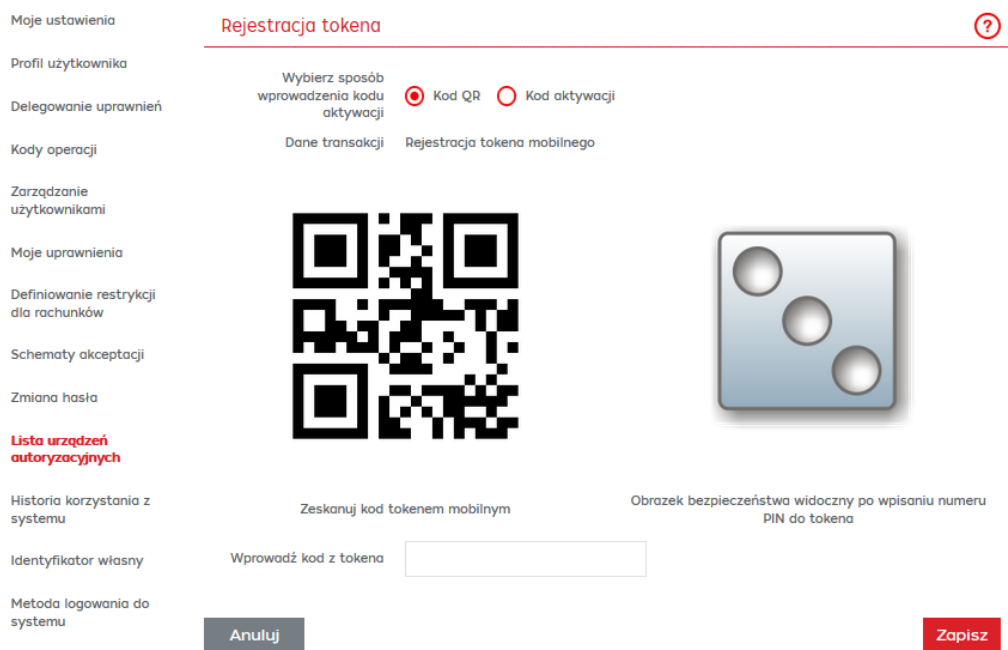 Moje ustawienia
Profil użytkownika
Delegowanie uprawnień
Kody operacji
Zarządzanie
użytkownikami
Moje uprawnienia
Definiowanie restrykcji
dla rachunków
Schematy akceptacji
Zmiana hasła
Lista urządzeń
autoryzacyjnych
Historia korzystania z
systemu
Identyfikator własny
Metoda logowania do
systemu
Rejestracja tokena
?
Wybierz sposób
wprowadzenia kodu
aktywacji
Kod QR
Kod aktywacji
Dane transakcji
Rejestracja tokena mobilnego
Zeskanuj kod tokenem mobilnym
Obrazek bezpieczeństwa widoczny po wpisaniu numeru
PIN do tokena
Wprowadź kod z tokena
Anuluj
Zapisz